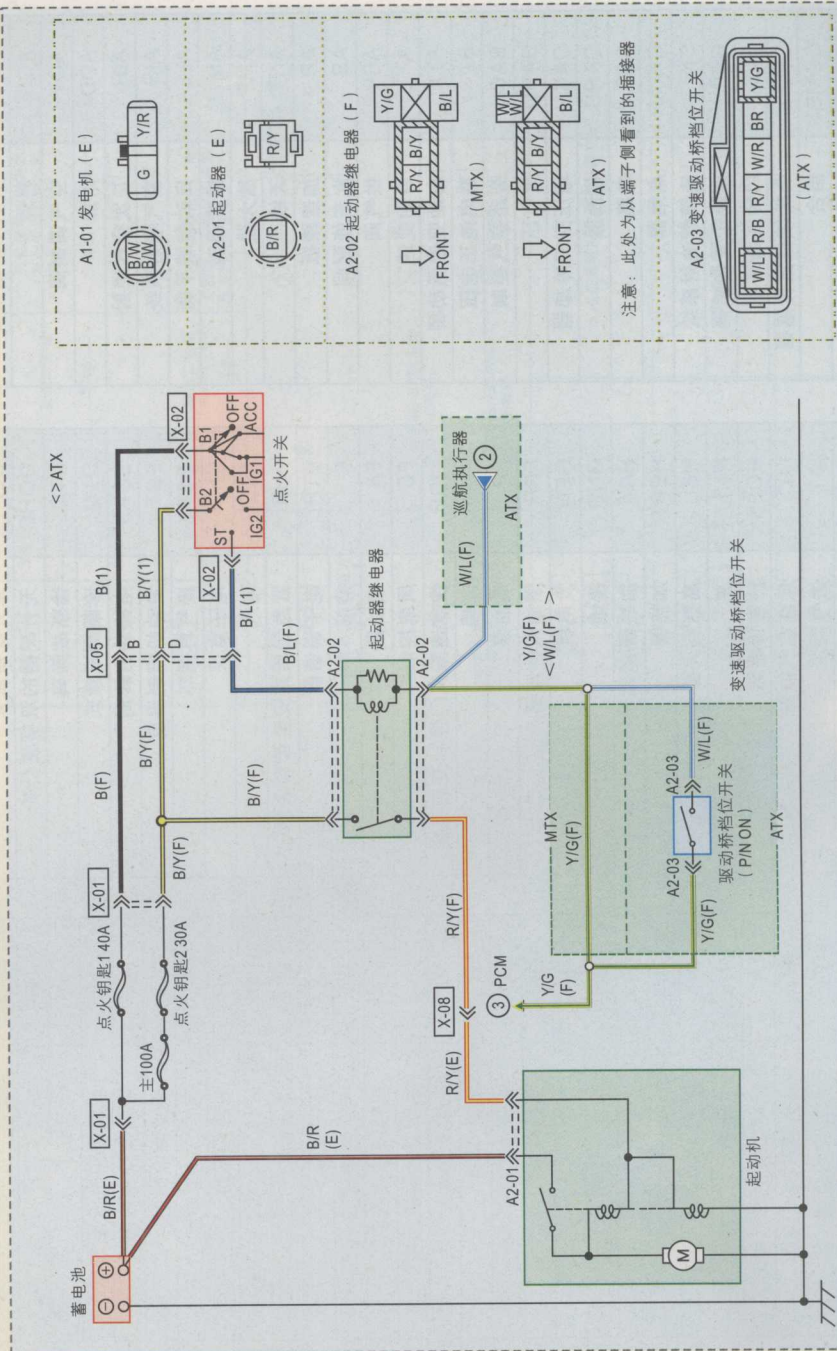 蓄电池
B/R(E)
X-01
点火钥匙1 40A
主100A
点火钥匙2 30A
X-01
B(F)
B/Y(F)
B/Y(F)
B/Y(F)
X-05
B
D
B(1)
B/Y(1)
B/L(1)
B/L(F)
<>ATX
X-02
X-02
B1
B2
OFF
OFF
ACC
IG1
IG2
ST
点火开关
B/R
(E)
A2-02
起动器继电器
A2-02
R/Y(F)
X-08
R/Y(E)
W/L(F)
巡航执行器
2
ATX
Y/G(F)
<W/L(F) >
3 PCM
Y/G
(F)
MTX
Y/G(F)
W/L(F)
A2-03
A2-03
驱动桥档位开关
( P/N ON )
Y/G(F)
ATX
变速驱动桥档位开关
A2-01
M
起动机
A1-01 发电机 ( E )
B/W
B/W
G
Y/R
A2-01 起动器 ( E )
B/R
R/Y
A2-02 起动器继电器 ( F )
Y/G
R/Y
B/Y
B/L
FRONT
( MTX )
W/L
W/L
R/Y
B/Y
B/L
FRONT
( ATX )
注意：此处为从端子侧看到的插接器
A2-03 变速驱动桥档位开关
W/L
R/B
R/Y
W/R
BR
Y/G
( ATX )